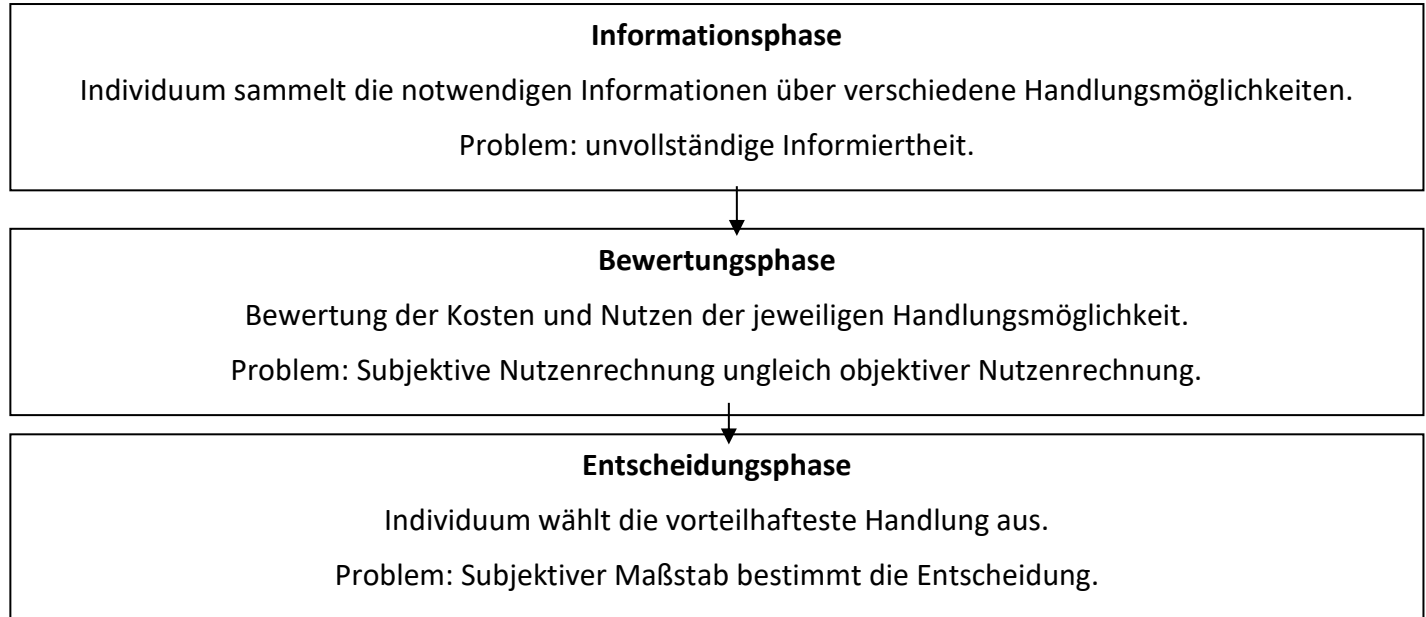 Informationsphase
Individuum sammelt die notwendigen Informationen über verschiedene Handlungsmöglichkeiten.
Problem: unvollständige Informiertheit.
Bewertungsphase
Bewertung der Kosten und Nutzen der jeweiligen Handlungsmöglichkeit.
Problem: Subjektive Nutzenrechnung ungleich objektiver Nutzenrechnung.
Entscheidungsphase
Individuum wählt die vorteilhafteste Handlung aus.
Problem: Subjektiver Maßstab bestimmt die Entscheidung.